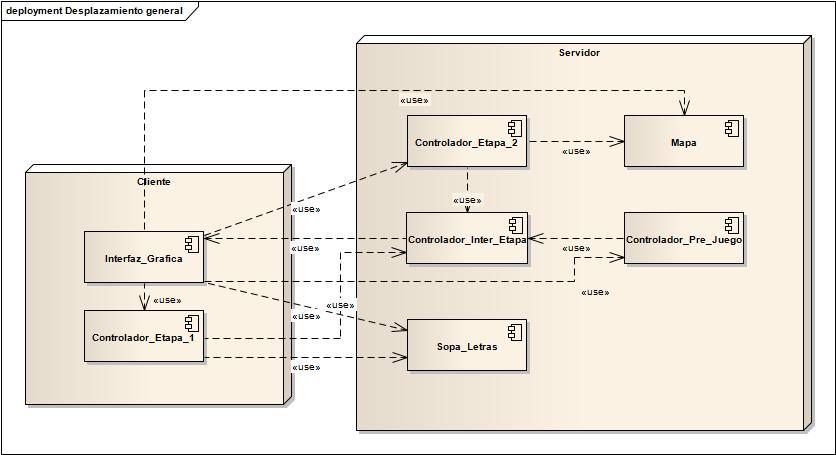 deployment Desplazamiento general
Servidor
«use»
Controlador_Etapa_2
«use»
Mapa
Cliente
«use»
«use»
Interfaz_Grafica
«use»
Controlador_Inter_Etapa
«use»
Controlador_Pre_Juego
«use»
«use»
«use»
«use»
Controlador_Etapa_1
Sopa_Letras
«use»